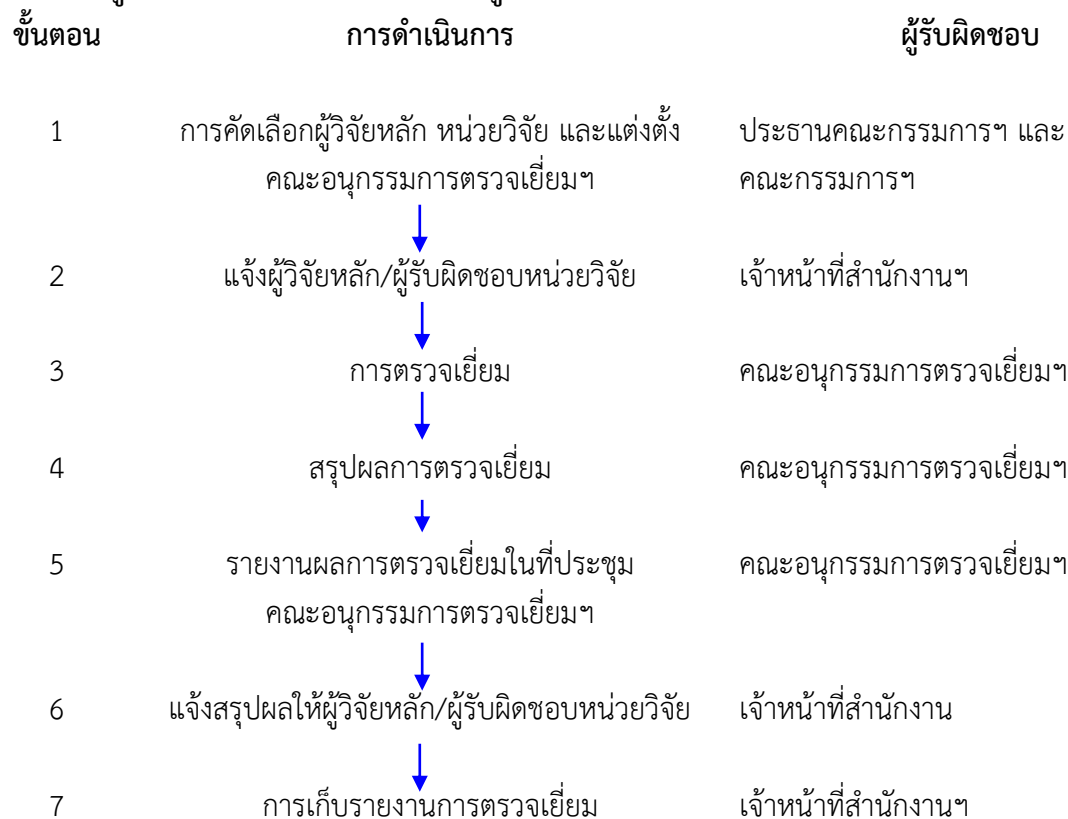 ขั้นตอน การดำเนินการ ผู้รับผิดชอบ
1 การคัดเลือกผู้วิจัยหลัก หน่วยวิจัย และแต่งตั้ง ประธานคณะกรรมการฯ และ
คณะอนุกรรมการตรวจเยี่ยมฯ คณะกรรมการฯ
2 แจ้งผู้วิจัยหลัก/ผู้รับผิดชอบหน่วยวิจัย เจ้าหน้าที่สำนักงานฯ
3 การตรวจเยี่ยม คณะอนุกรรมการตรวจเยี่ยมฯ
4 สรุปผลการตรวจเยี่ยม คณะอนุกรรมการตรวจเยี่ยมฯ
5 รายงานผลการตรวจเยี่ยมในที่ประชุม คณะอนุกรรมการตรวจเยี่ยมฯ
คณะอนุกรรมการตรวจเยี่ยมฯ
6 แจ้งสรุปผลให้ผู้วิจัยหลัก/ผู้รับผิดชอบหน่วยวิจัย เจ้าหน้าที่สำนักงาน
7 การเก็บรายงานการตรวจเยี่ยม เจ้าหน้าที่สำนักงานฯ